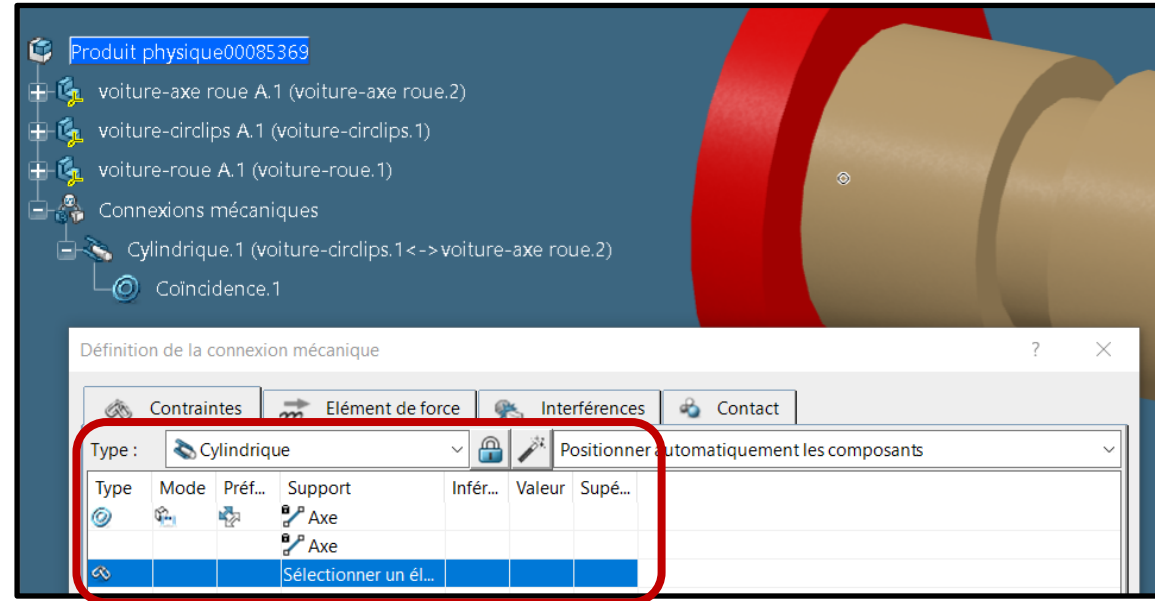 Produit physique00085369
voiture-axe roue A.1 (voiture-axe roue.2)
voiture-circlips A.1 (voiture-circlips.1)
voiture-roue A.1 (voiture-roue.1)
Connexions mécaniques
Cylindrique.1 (voiture-circlips.1<->voiture-axe roue.2)
Coïncidence.1
Définition de la connexion mécanique ?
Contraintes Elément de force Interférences Contact
Type : Cylindrique Positionner automatiquement les composants
Type Mode Préf... Support Infér... Valeur Supé...
Axe
Axe
Sélectionner un él...